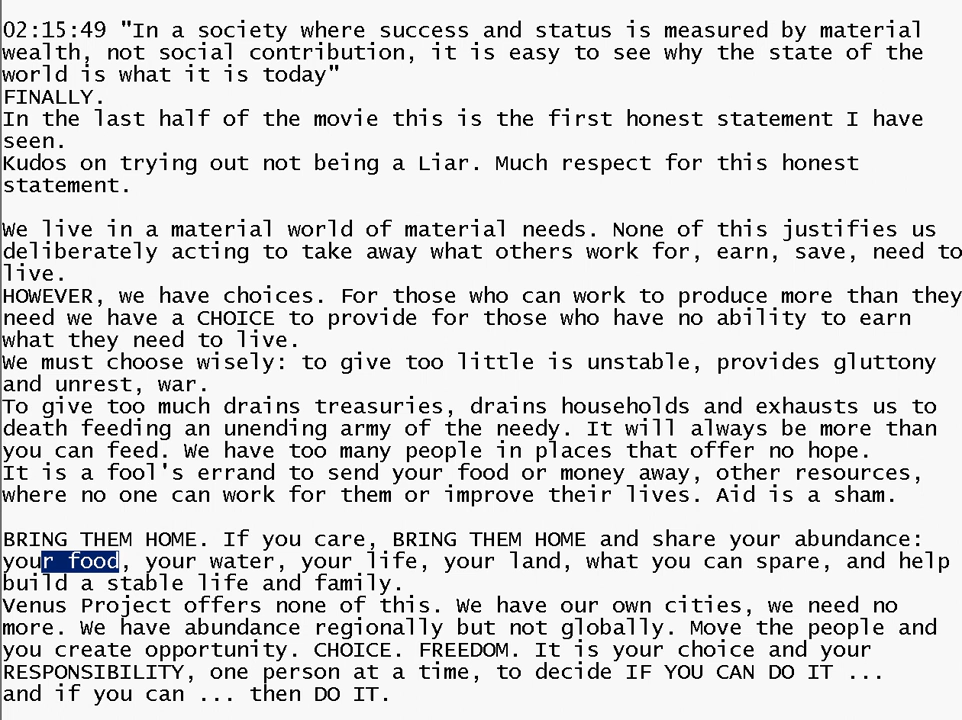 02:15:49 "In a society where success and status is measured by material
wealth, not social contribution, it is easy to see why the state of the
world is what it is today"
FINALLY.
In the last half of the movie this is the first honest statement I have
seen.
Kudos on trying out not being a Liar. Much respect for this honest
statement.
We live in a material world of material needs. None of this justifies us
deliberately acting to take away what others work for, earn, save, need to
live.
HOWEVER, we have choices. For those who can work to produce more than they
need we have a CHOICE to provide for those who have no ability to earn
what they need to live.
We must choose wisely: to give too little is unstable, provides gluttony
and unrest, war.
To give too much drains treasuries, drains households and exhausts us to
death feeding an unending army of the needy. It will always be more than
you can feed. We have too many people in places that offer no hope.
It is a fool's errand to send your food or money away, other resources,
where no one can work for them or improve their lives. Aid is a sham.
BRING THEM HOME. If you care, BRING THEM HOME and share your abundance:
your food, your water, your life, your land, what you can spare, and help
build a stable life and family.
Venus Project offers none of this. We have our own cities, we need no
more. We have abundance regionally but not globally. Move the people and
you create opportunity. CHOICE. FREEDOM. It is your choice and your
RESPONSIBILITY, one person at a time, to decide IF YOU CAN DO IT ...
and if you can ... then DO IT.